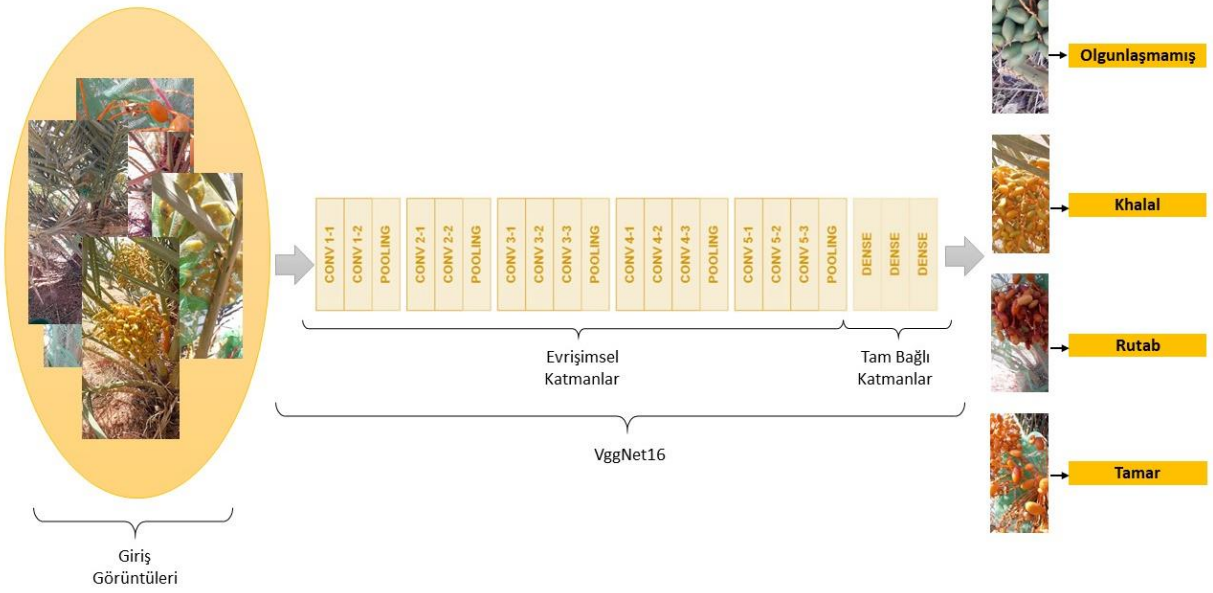 Giriş
Görüntüleri
CONV 1-1
CONV 1-2
POOLING
CONV 2-1
CONV 2-2
POOLING
CONV 3-1
CONV 3-2
CONV 3-3
POOLING
CONV 4-1
CONV 4-2
CONV 4-3
POOLING
CONV 5-1
CONV 5-2
CONV 5-3
POOLING
DENSE
DENSE
DENSE
Evrişimsel
Katmanlar
Tam Bağlı
Katmanlar
VggNet16
Olgunlaşmamış
Khalal
Rutab
Tamar